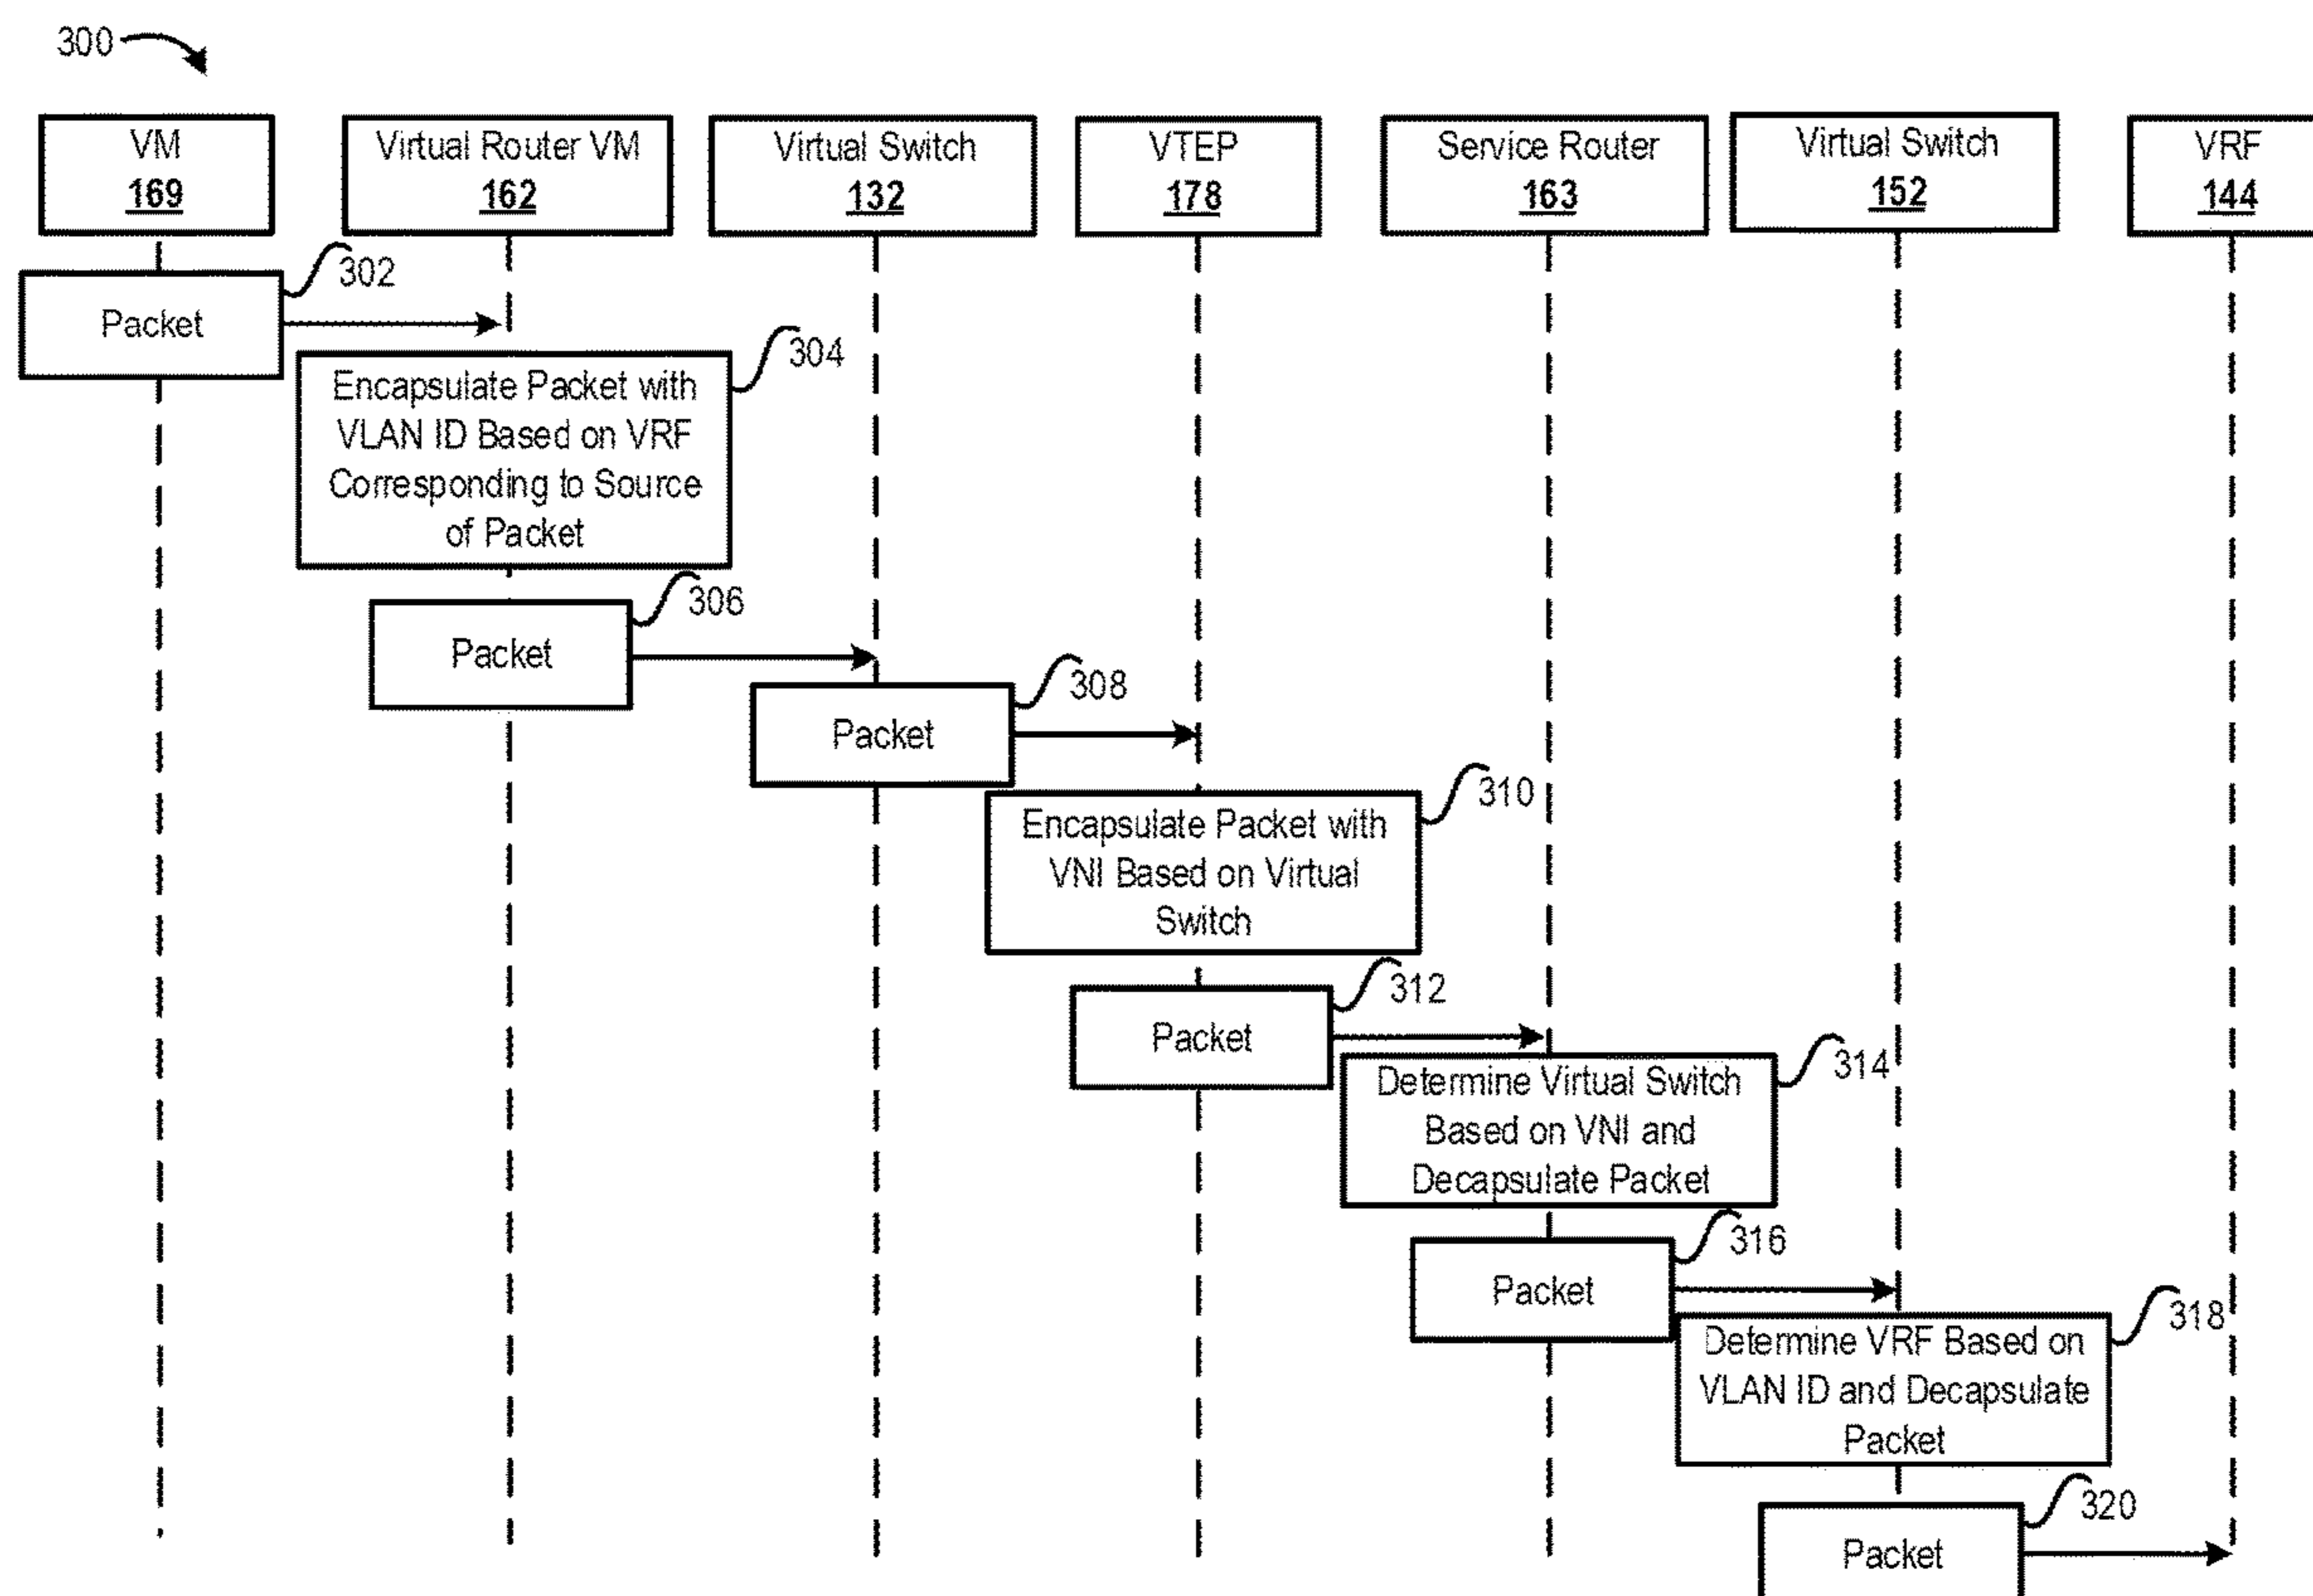 300
VM
169
Virtual Router VM
162
Virtual Switch
132
VTEP
178
Service Router
163
Virtual Switch
152
VRF
144
302
Packet
304
Encapsulate Packet with
VLAN ID Based on VRF
Corresponding to Source
of Packet
306
Packet
308
Packet
310
Encapsulate Packet with
VNI Based on Virtual
Switch
312
Packet
314
Determine Virtual Switch
Based on VNI and
Decapsulate Packet
316
Packet
318
Determine VRF Based on
VLAN ID and Decapsulate
Packet
320
Packet